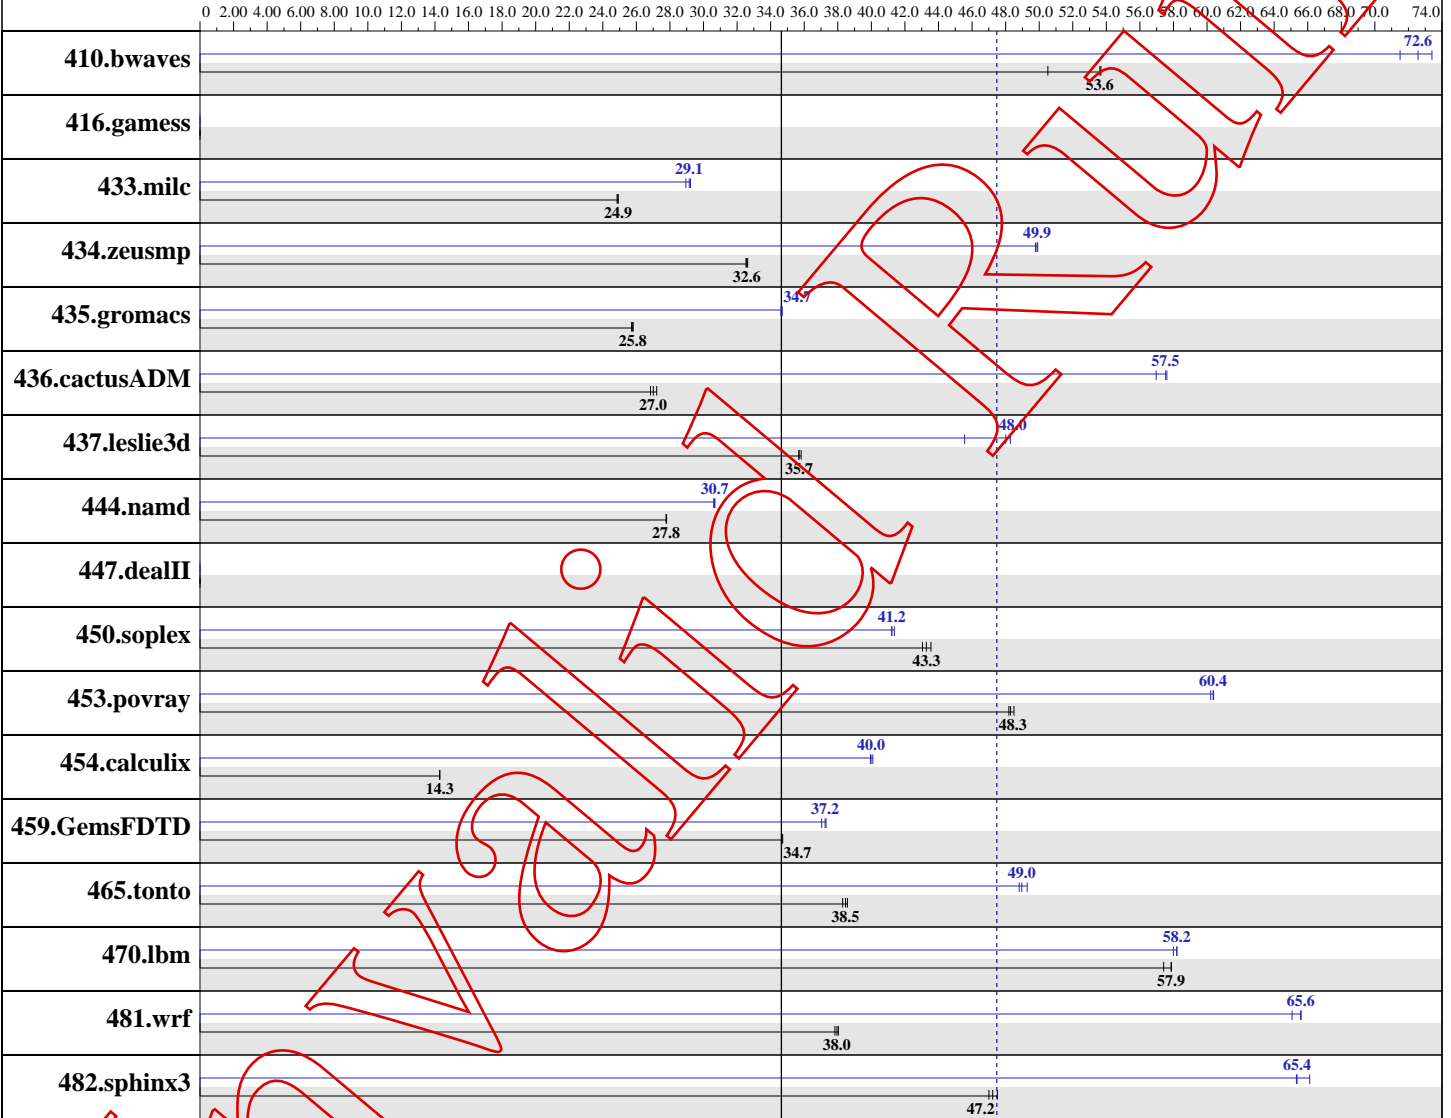 0 2.00 4.00 6.00 8.00 10.0 12.0 14.0 16.0 18.0 20.0 22.0 24.0 26.0 28.0 30.0 32.0 34.0 36.0 38.0 40.0 42.0 44.0 46.0 48.0 50.0 52.0 54.0 56.0 58.0 60.0 62.0 64.0 66.0 68.0 70.0 74.0
410.bwaves 72.6
53.6
416.gamess
433.milc 29.1
24.9
434.zeusmp 49.9
32.6
435.gromacs 34.7
25.8
436.cactusADM 57.5
27.0
437.leslie3d 48.0
35.7
444.namd 30.7
27.8
447.dealII
450.soplex 41.2
43.3
453.povray 60.4
48.3
454.calculix 40.0
14.3
459.GemsFDTD 37.2
34.7
465.tonto 49.0
38.5
470.lbm 58.2
57.9
481.wrf 65.6
38.0
482.sphinx3 65.4
47.2
valid Run